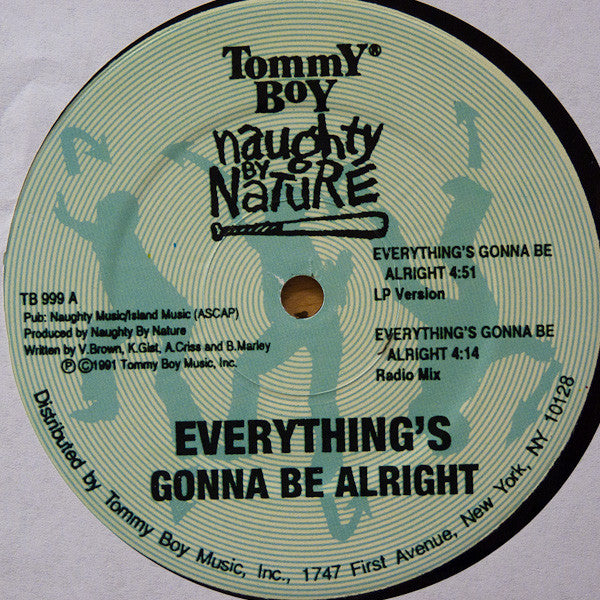 TOMMY® BOY
naughty
BY
NATURE
EVERYTHING'S GONNA BE
ALRIGHT 4:51
LP Version
TB 999 A
Pub: Naughty Music/Island Music (ASCAP)
Produced by Naughty By Nature
Written by V.Brown, K.Gist, A.Criss and B.Marley
Ⓟ ©1991 Tommy Boy Music, Inc.
EVERYTHING'S GONNA BE
ALRIGHT 4:14
Radio Mix
EVERYTHING'S
GONNA BE ALRIGHT
Distributed by Tommy Boy Music, Inc., 1747 First Avenue, New York, NY 10128